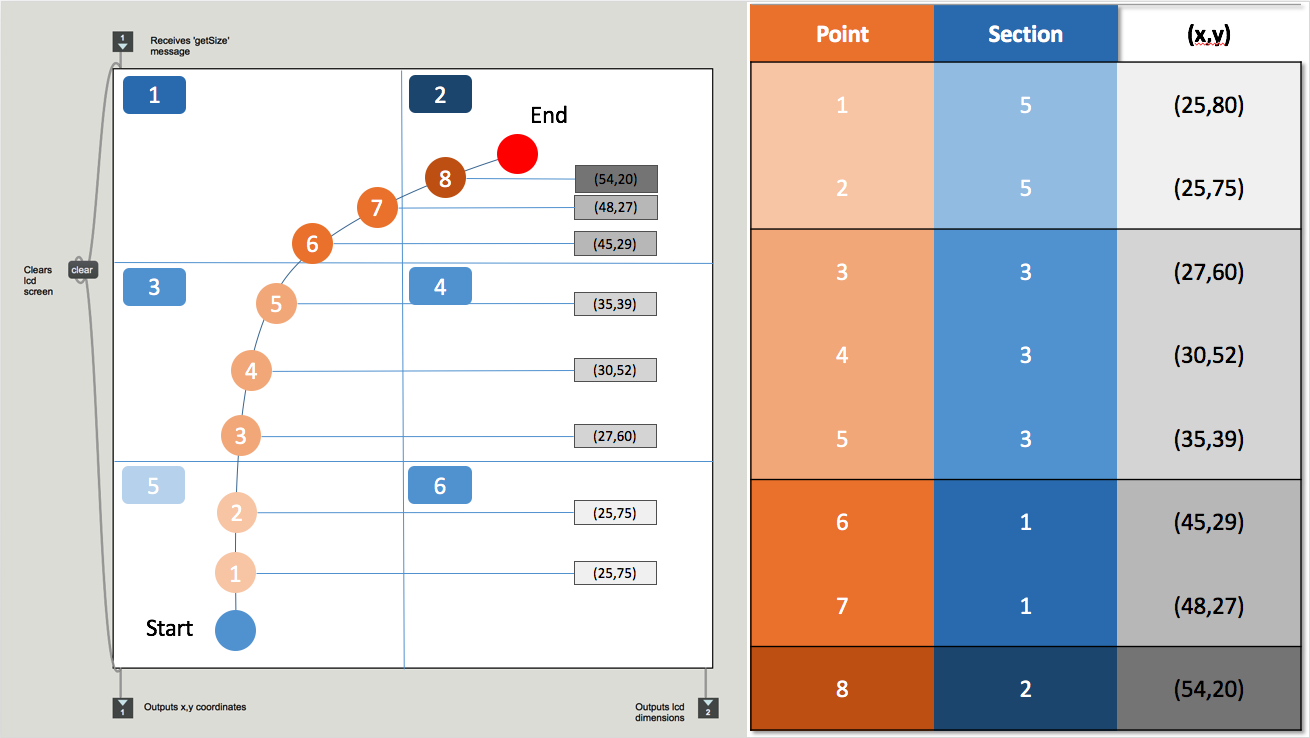 1
Receives 'getSize'
message
1
2
End
8
(54,20)
7
(48,27)
6
(45,29)
Clears
lcd
screen
clear
3
4
5
(35,39)
4
(30,52)
3
(27,60)
5
6
2
(25,75)
1
(25,75)
Start
1
Outputs x,y coordinates
Outputs lcd
dimensions
2
Point Section (x,y)
1 5 (25,80)
2 5 (25,75)
3 3 (27,60)
4 3 (30,52)
5 3 (35,39)
6 1 (45,29)
7 1 (48,27)
8 2 (54,20)